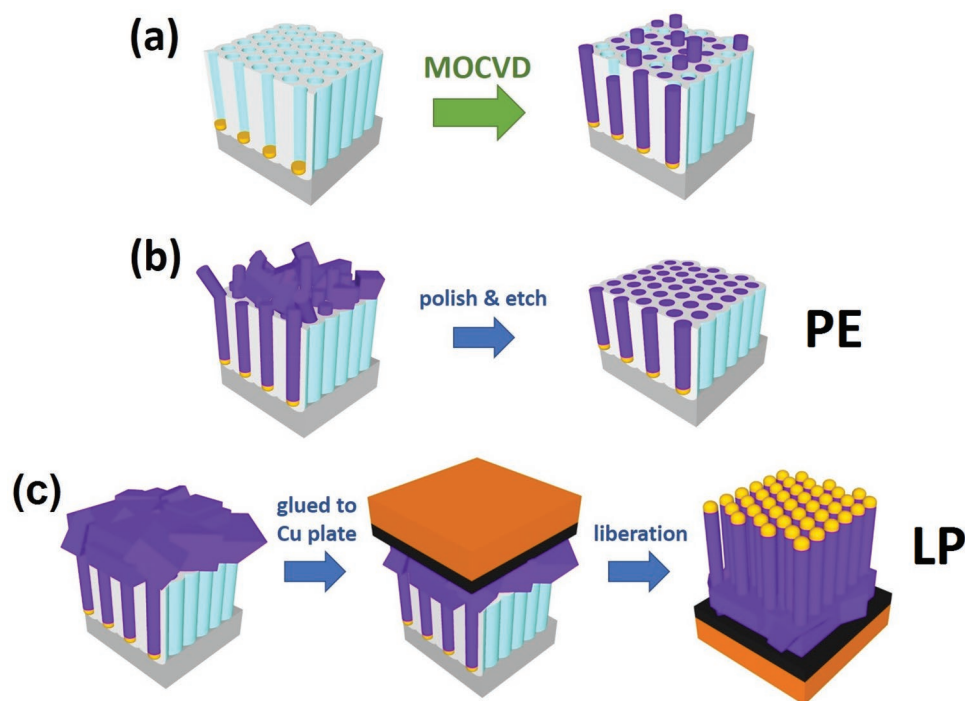 (a)
MOCVD
(b)
polish & etch
PE
(c)
glued to
Cu plate
liberation
LP